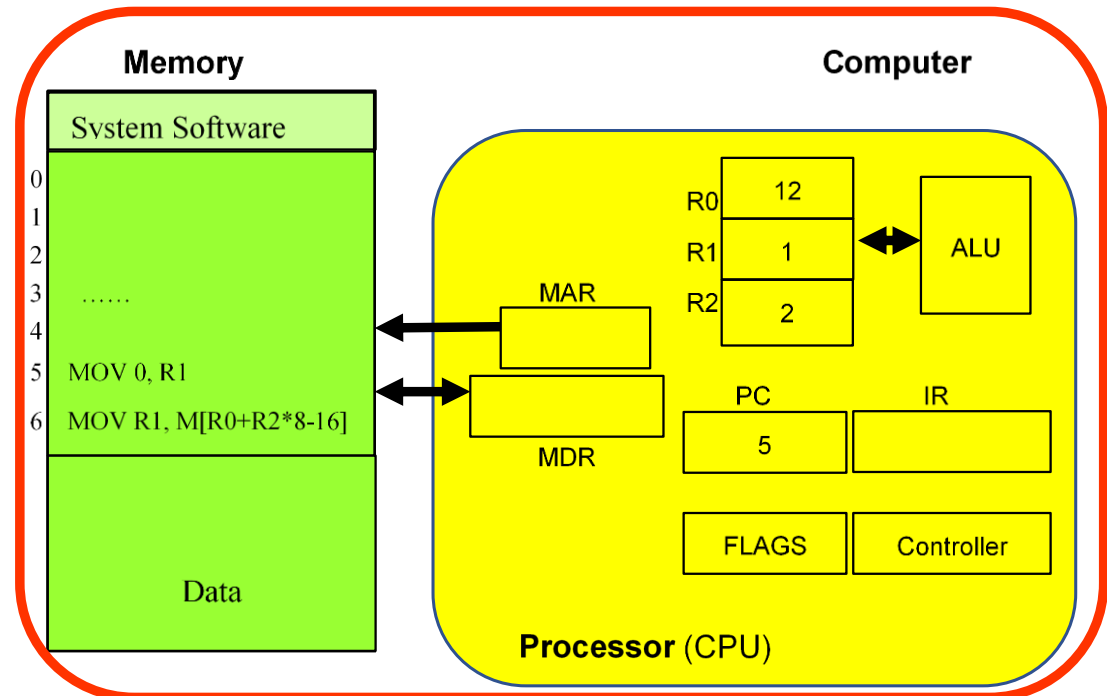 Memory
Computer
System Software
0
1
2
3 ……
4
5 MOV 0, R1
6 MOV R1, M[R0+R2*8-16]
Data
MAR
MDR
R0 12
R1 1
R2 2
ALU
PC
5
IR
FLAGS
Controller
Processor (CPU)